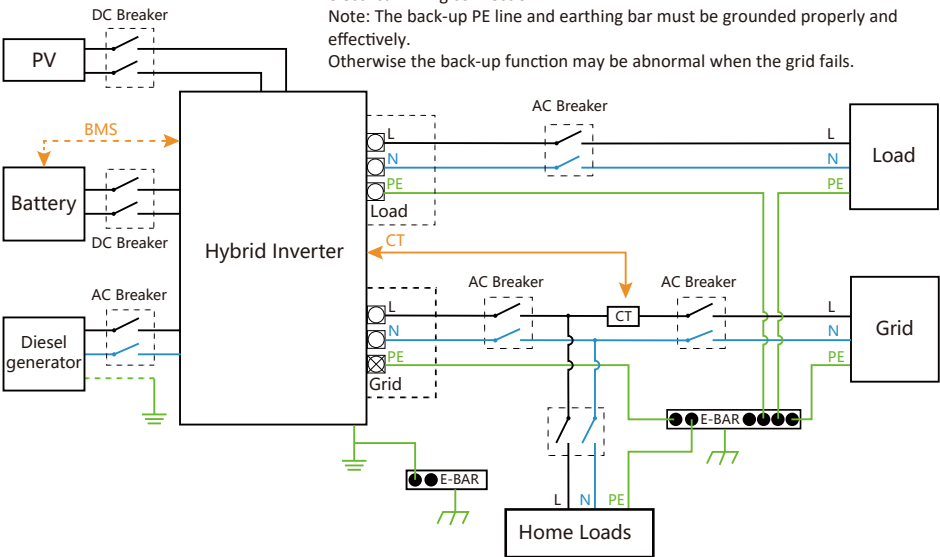 Note: The back-up PE line and earthing bar must be grounded properly and
effectively.
Otherwise the back-up function may be abnormal when the grid fails.
DC Breaker
PV
AC Breaker
BMS
L
L
N
N
Load
PE
PE
Battery
Load
DC Breaker
CT
Hybrid Inverter
AC Breaker
AC Breaker
AC Breaker
L
CT
L
Diesel
generator
N
N
Grid
PE
PE
Grid
E-BAR
E-BAR
L
N
PE
Home Loads